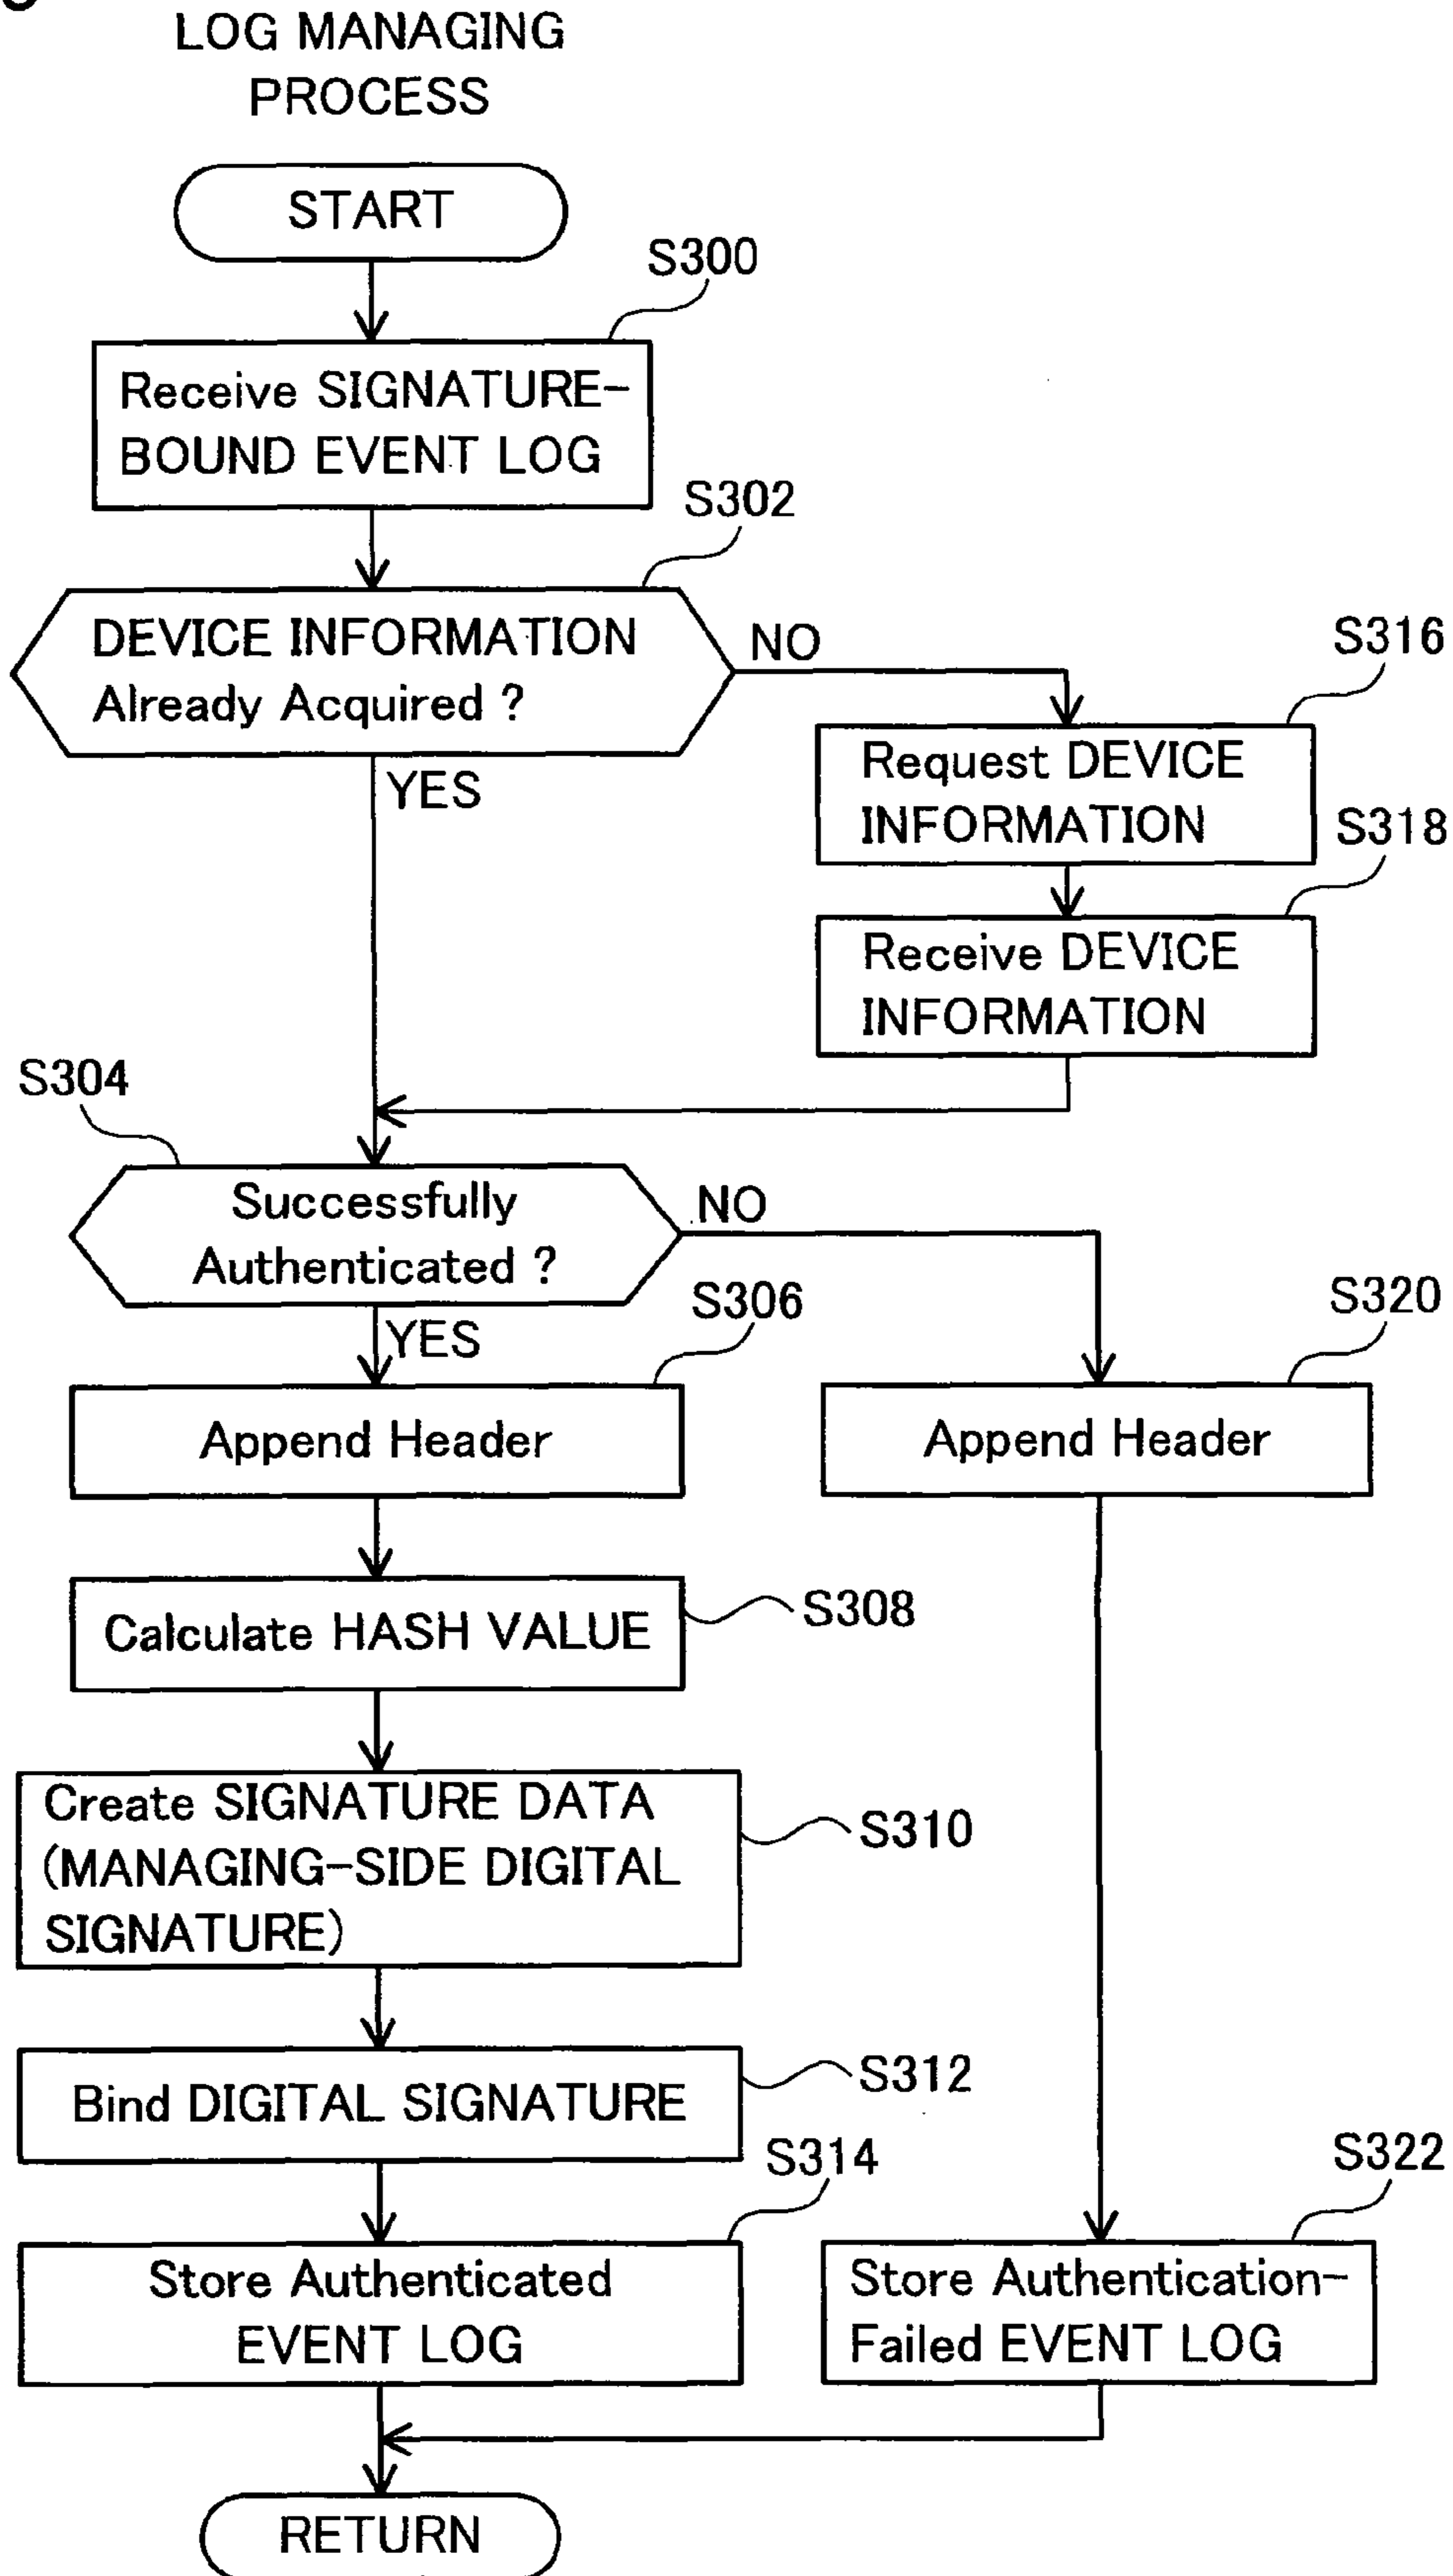 LOG MANAGING
PROCESS
START
S300
Receive SIGNATURE-
BOUND EVENT LOG
S302
DEVICE INFORMATION
Already Acquired ?
NO
YES
S316
Request DEVICE
INFORMATION
S318
Receive DEVICE
INFORMATION
S304
Successfully
Authenticated ?
NO
YES
S306
Append Header
S320
Append Header
Calculate HASH VALUE
S308
Create SIGNATURE DATA
(MANAGING-SIDE DIGITAL
SIGNATURE)
S310
Bind DIGITAL SIGNATURE
S312
S314
Store Authenticated
EVENT LOG
S322
Store Authentication-
Failed EVENT LOG
RETURN